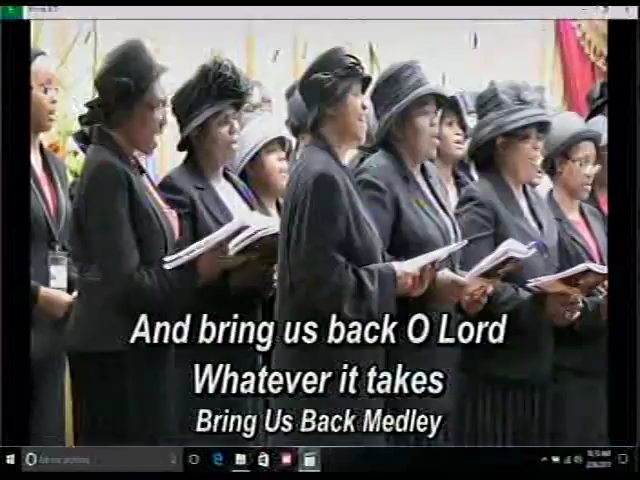 And bring us back O Lord
Whatever it takes
Bring Us Back Medley